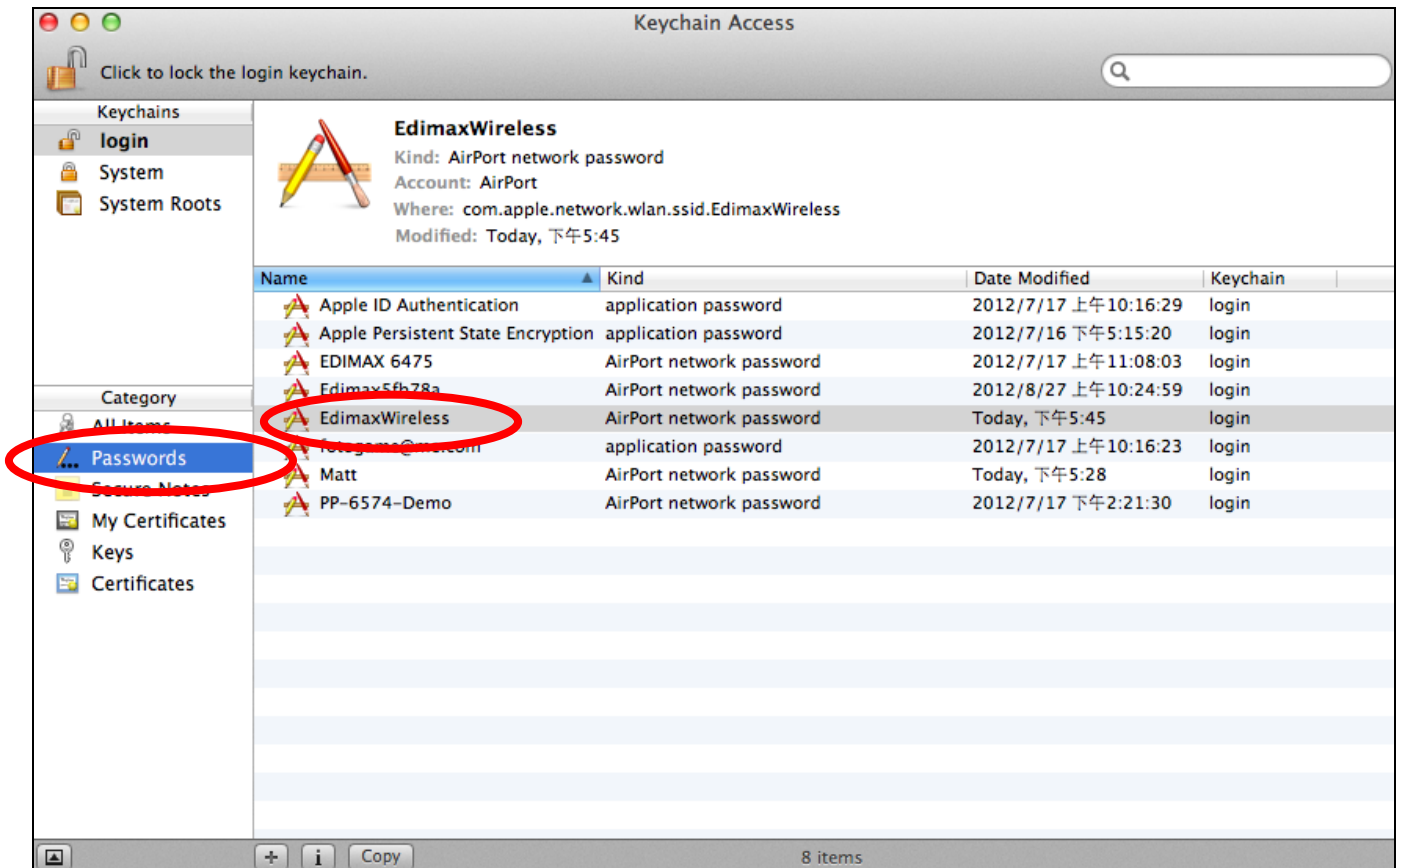 Keychain Access
Click to lock the login keychain.
Keychains
login
System
System Roots
EdimaxWireless
Kind: AirPort network password
Account: AirPort
Where: com.apple.network.wlan.ssid.EdimaxWireless
Modified: Today, 下午5:45
Name Kind Date Modified Keychain
Apple ID Authentication application password 2012/7/17 上午10:16:29 login
Apple Persistent State Encryption application password 2012/7/16 下午5:15:20 login
EDIMAX 6475 AirPort network password 2012/7/17 上午11:08:03 login
Edimax5fb78a AirPort network password 2012/8/27 上午10:24:59 login
EdimaxWireless AirPort network password Today, 下午5:45 login
application password 2012/7/17 上午10:16:23 login
Matt AirPort network password Today, 下午5:28 login
PP-6574-Demo AirPort network password 2012/7/17 下午2:21:30 login
Category
All Items
Passwords
Secure Notes
My Certificates
Keys
Certificates
+ i Copy 8 items